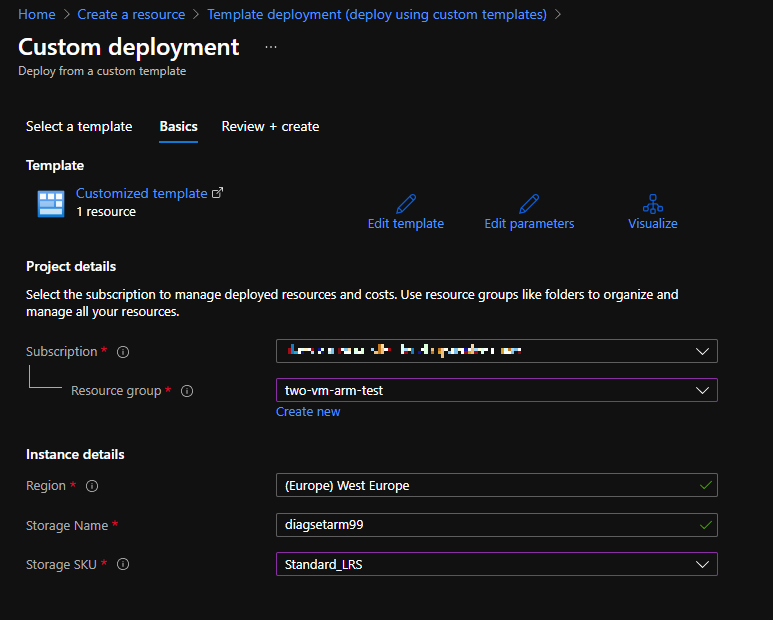 Home > Create a resource > Template deployment (deploy using custom templates) >
Custom deployment ...
Deploy from a custom template
Select a template Basics Review + create
Template
Customized template
1 resource
Edit template Edit parameters Visualize
Project details
Select the subscription to manage deployed resources and costs. Use resource groups like folders to organize and
manage all your resources.
Subscription *
Resource group * two-vm-arm-test
Create new
Instance details
Region * (Europe) West Europe
Storage Name * diagsetarm99
Storage SKU * Standard_LRS